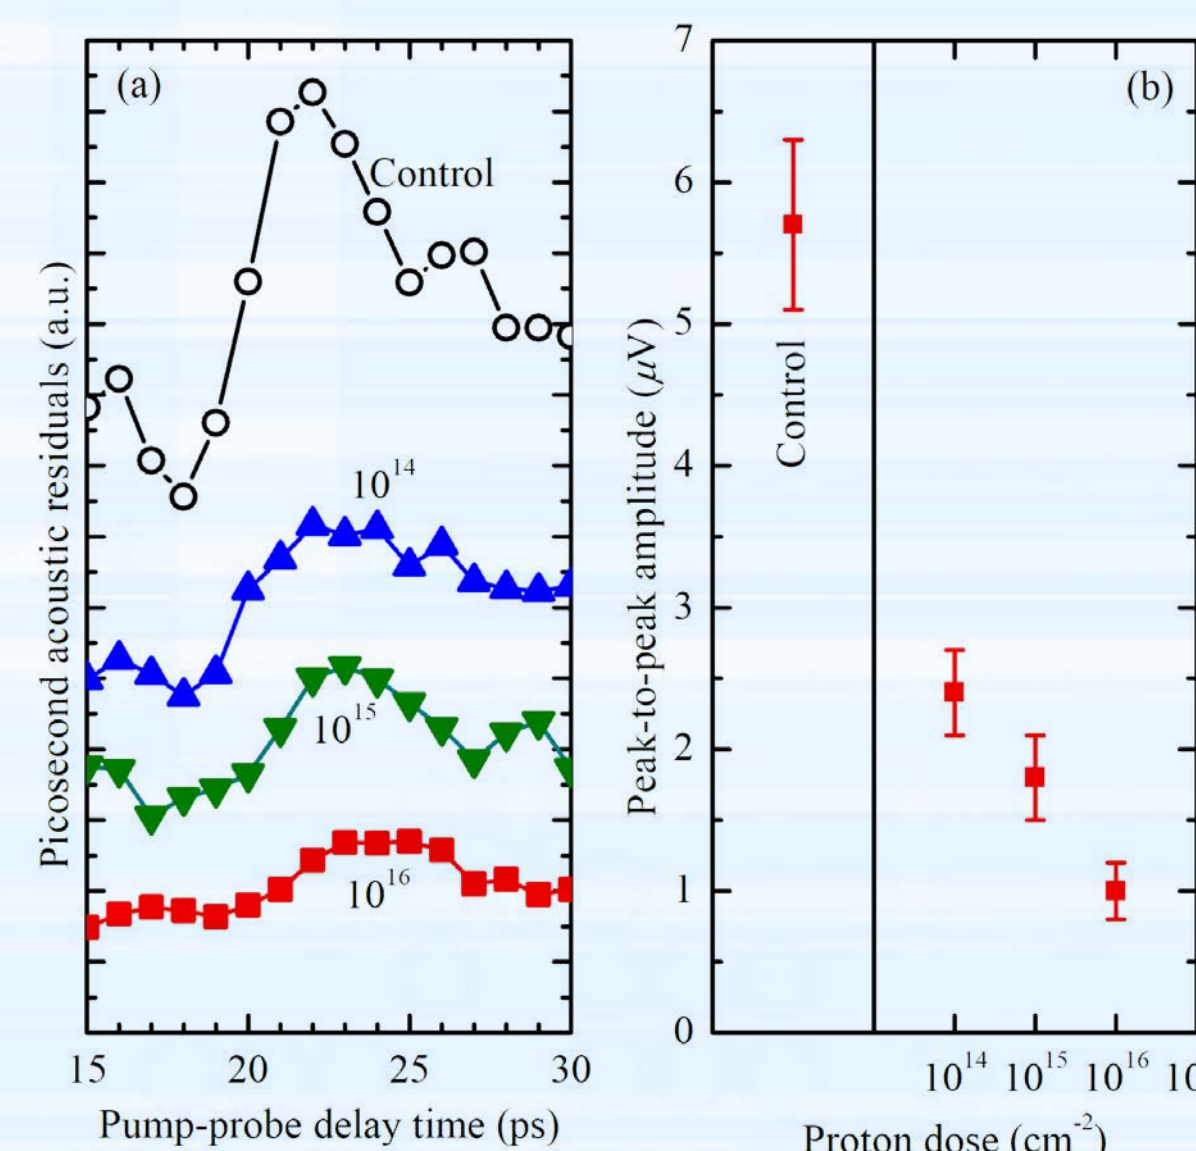 (a)
Control
10^14
10^15
10^16
Picosecond acoustic residuals (a.u.)
15 20 25 30
Pump-probe delay time (ps)
(b)
7
6
5
4
3
2
1
0
Peak-to-peak amplitude (μV)
Control
10^14 10^15 10^16 10
Proton dose (cm^-2)